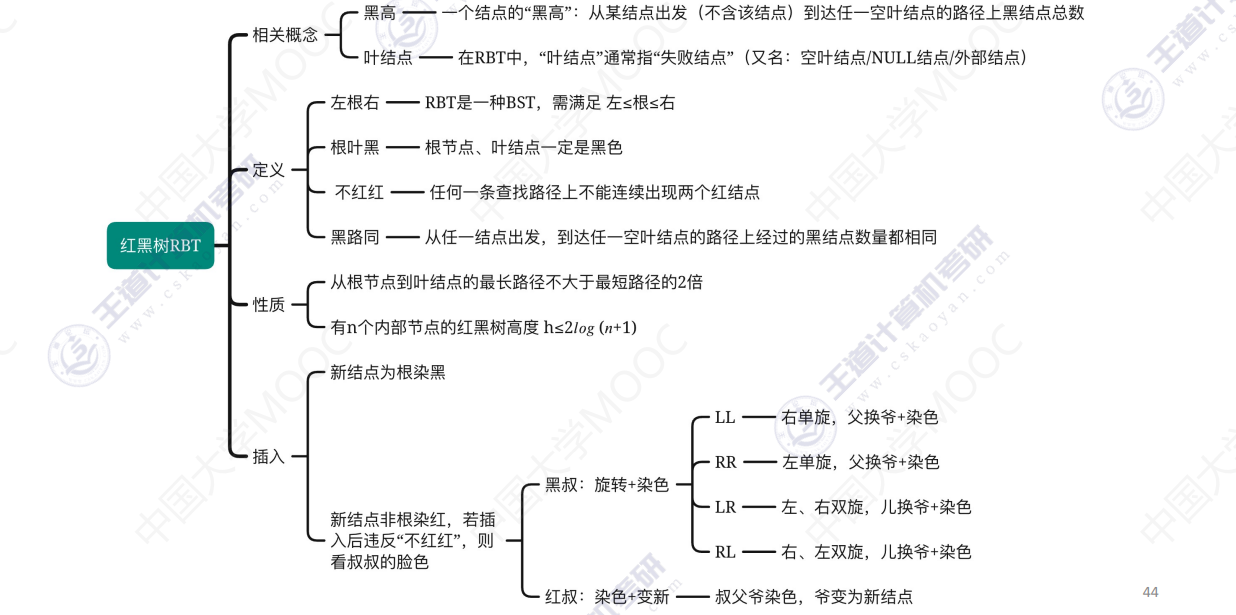 黑高 一个结点的“黑高”：从某结点出发（不含该结点）到达任一空叶结点的路径上黑结点总数
相关概念
叶结点 在RBT中，“叶结点”通常指“失败结点”（又名：空叶结点/NULL结点/外部结点）
左根右 RBT是一种BST，需满足 左≤根≤右
根叶黑 根节点、叶结点一定是黑色
定义
不红红 任何一条查找路径上不能连续出现两个红结点
黑路同 从任一结点出发，到达任一空叶结点的路径上经过的黑结点数量都相同
红黑树RBT
从根节点到叶结点的最长路径不大于最短路径的2倍
性质
有n个内部节点的红黑树高度 h≤2log (n+1)
新结点为根染黑
插入
新结点非根染红，若插
入后违反“不红红”，则
看叔叔的脸色
黑叔：旋转+染色
LL 右单旋，父换爷+染色
RR 左单旋，父换爷+染色
LR 左、右双旋，儿换爷+染色
RL 右、左双旋，儿换爷+染色
红叔：染色+变新 叔父爷染色，爷变为新结点
44
王道计算机考研
www.cskaoyan.com
中国大学MOOC